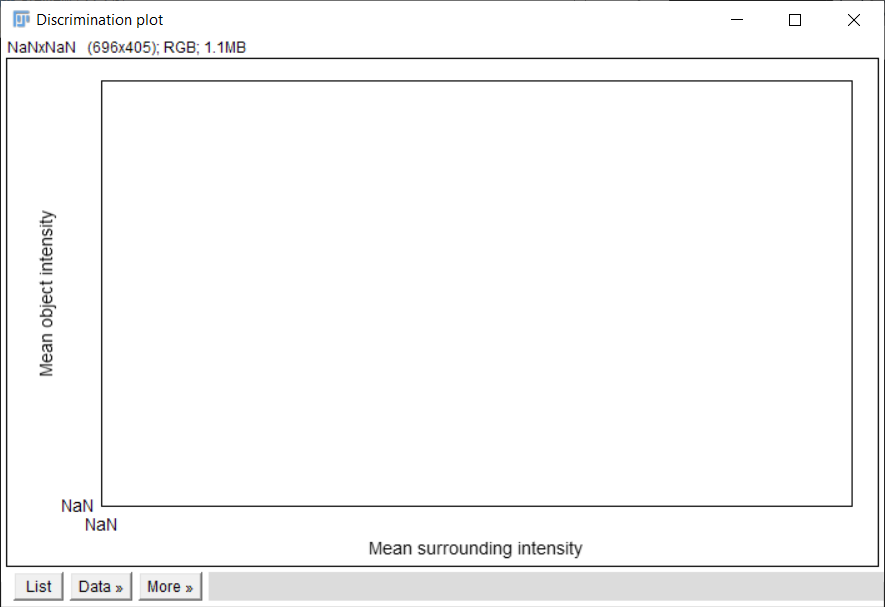 Discrimination plot
NaNxNaN (696x405); RGB; 1.1MB
Mean object intensity
NaN
NaN
Mean surrounding intensity
List Data » More »